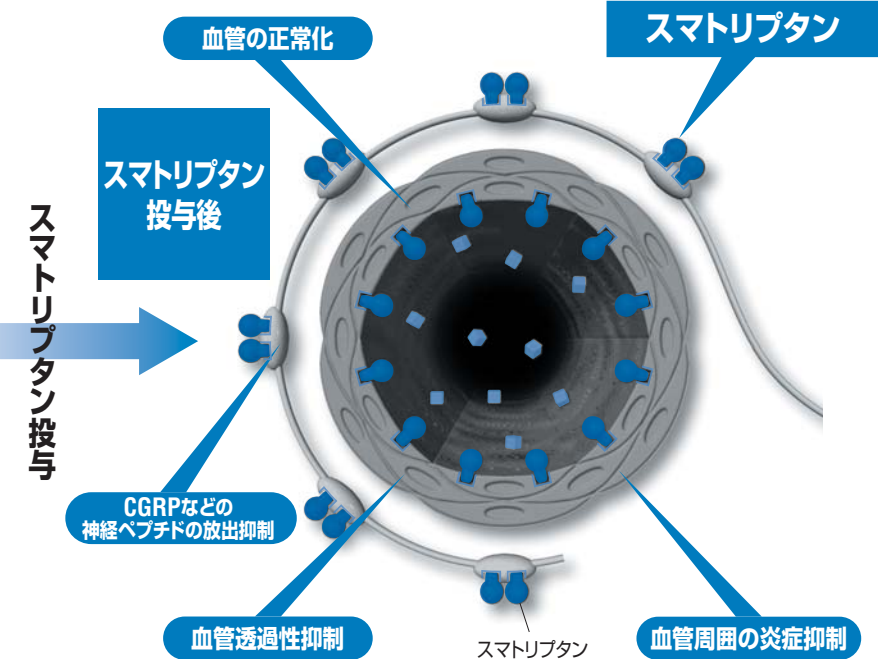 血管の正常化
スマトリプタン
スマトリプタン
投与後
スマトリプタン投与
CGRPなどの
神経ペプチドの放出抑制
血管透過性抑制
スマトリプタン
血管周囲の炎症抑制